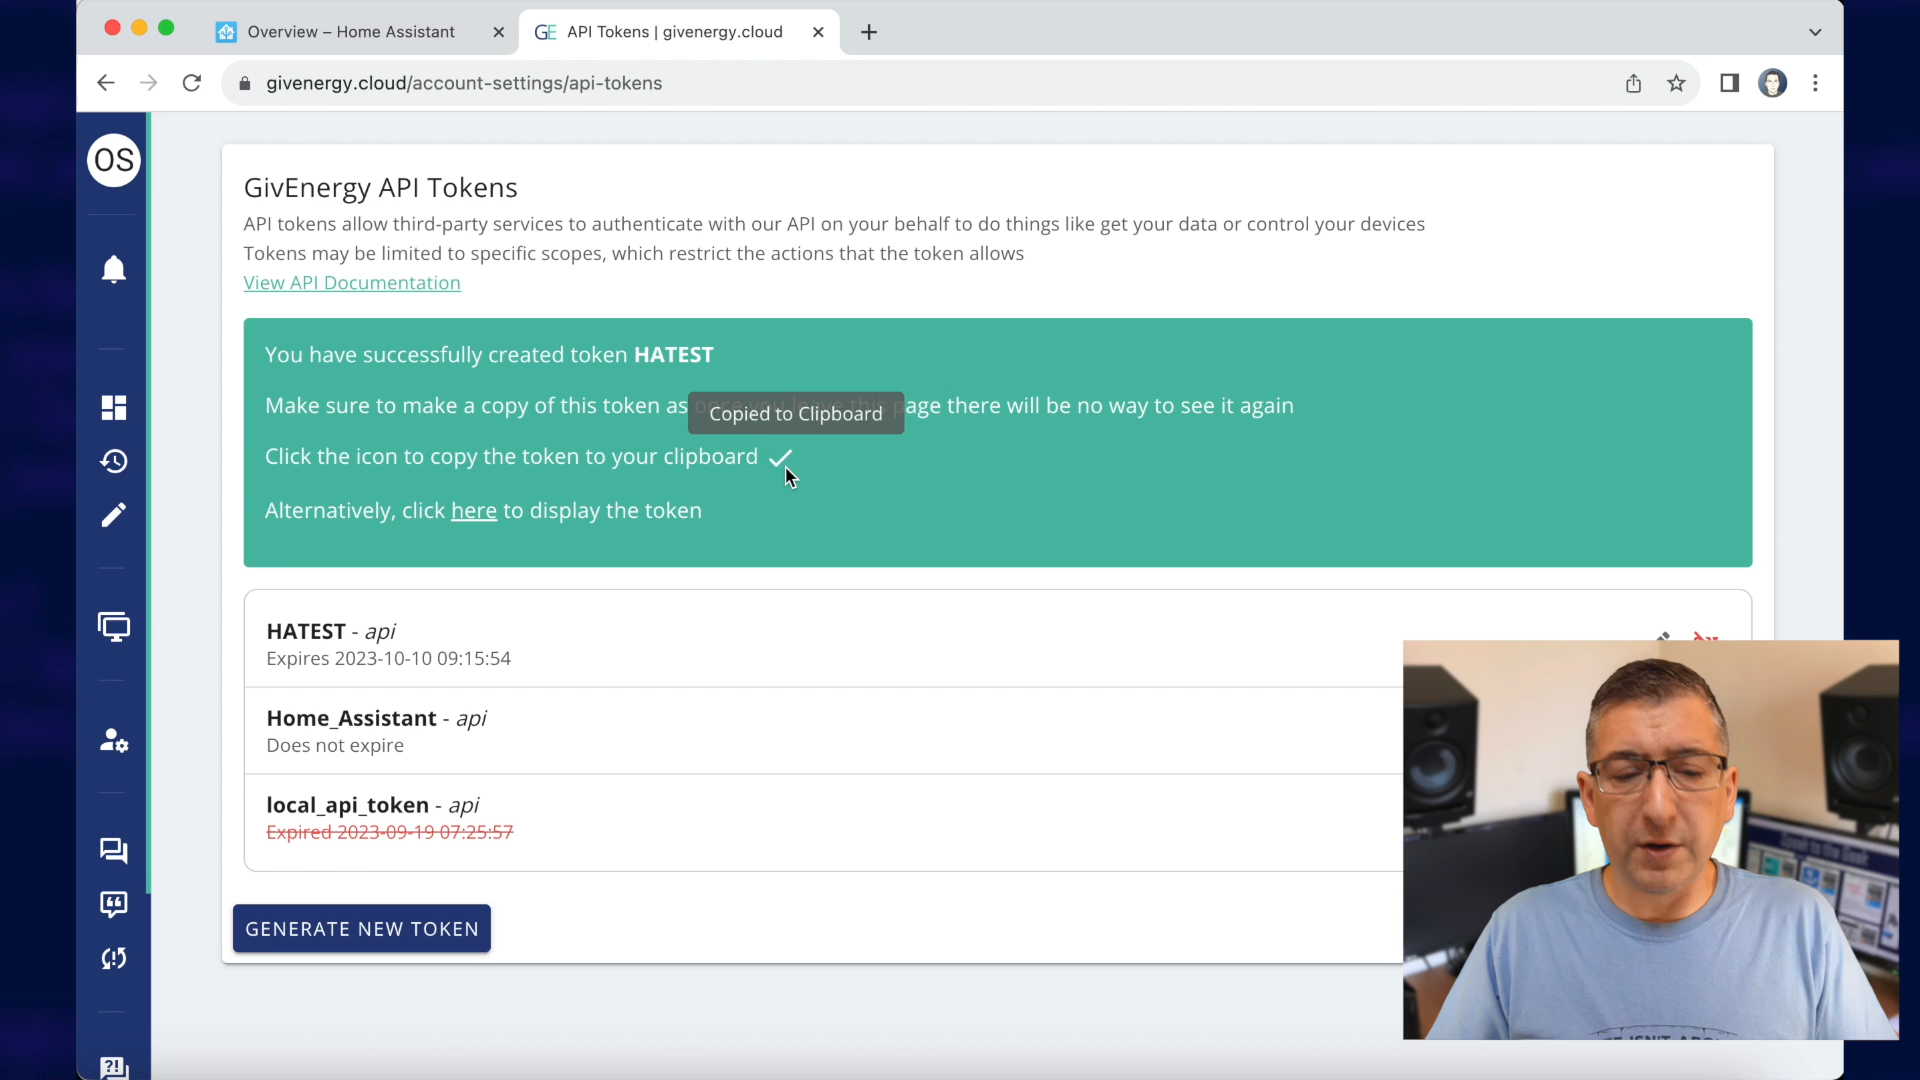 Overview – Home Assistant
GE API Tokens | givenergy.cloud
givenergy.cloud/account-settings/api-tokens
OS
GivEnergy API Tokens
API tokens allow third-party services to authenticate with our API on your behalf to do things like get your data or control your devices
Tokens may be limited to specific scopes, which restrict the actions that the token allows
View API Documentation
You have successfully created token HATEST
Make sure to make a copy of this token as once you leave this page there will be no way to see it again
Copied to Clipboard
Click the icon to copy the token to your clipboard
Alternatively, click here to display the token
HATEST - api
Expires 2023-10-10 09:15:54
Home_Assistant - api
Does not expire
local_api_token - api
Expired 2023-09-19 07:25:57
GENERATE NEW TOKEN